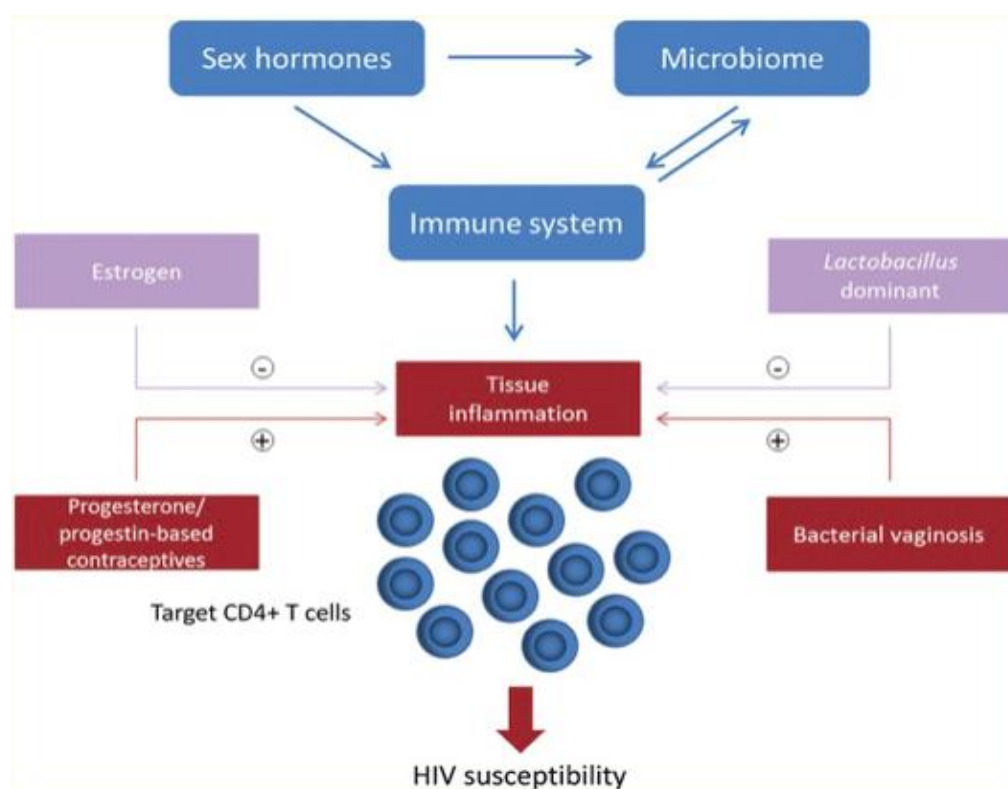 Sex hormones
Microbiome
Immune system
Estrogen
Lactobacillus
dominant
-
-
Tissue
inflammation
+
+
Progesterone/
progestin-based
contraceptives
Bacterial vaginosis
Target CD4+ T cells
HIV susceptibility